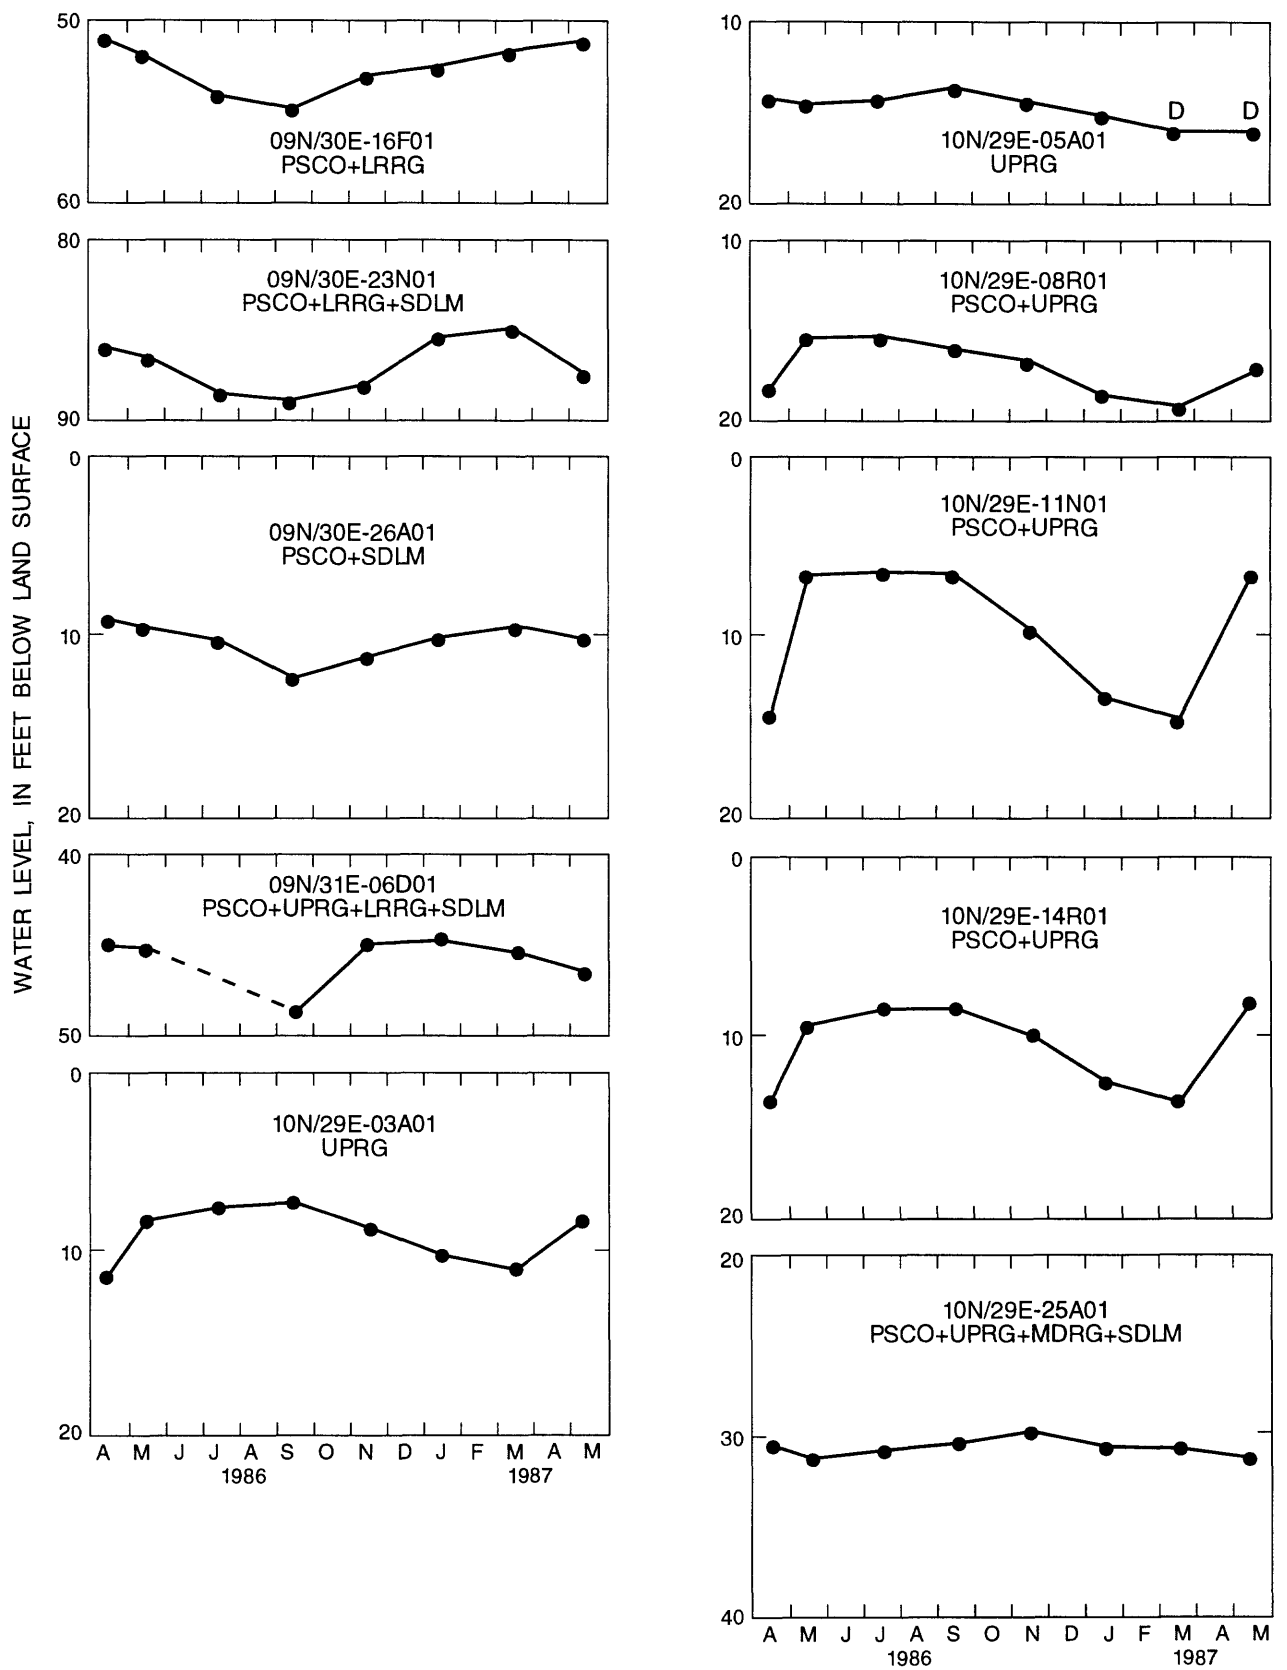 WATER LEVEL, IN FEET BELOW LAND SURFACE
50
09N/30E-16F01
PSCO+LRRG
60
80
09N/30E-23N01
PSCO+LRRG+SDLM
90
0
09N/30E-26A01
PSCO+SDLM
10
20
40
09N/31E-06D01
PSCO+UPRG+LRRG+SDLM
50
0
10N/29E-03A01
UPRG
10
20
A M J J A S O N D J F M A M
1986 1987
10
D D
10N/29E-05A01
UPRG
20
10
10N/29E-08R01
PSCO+UPRG
20
0
10N/29E-11N01
PSCO+UPRG
10
20
0
10N/29E-14R01
PSCO+UPRG
10
20
20
10N/29E-25A01
PSCO+UPRG+MDRG+SDLM
30
40
A M J J A S O N D J F M A M
1986 1987